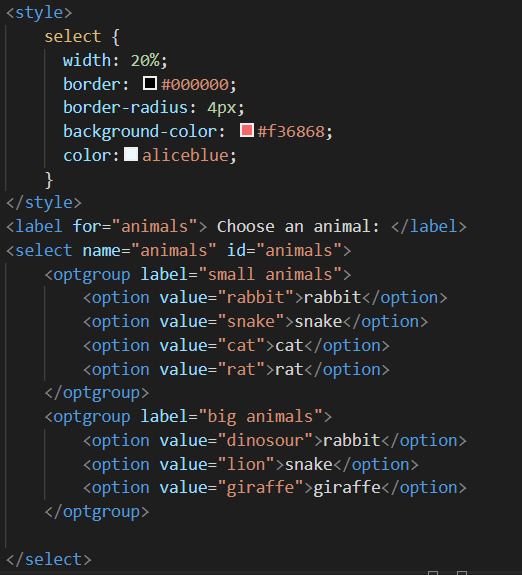 <style>
    select {
      width: 20%;
      border: #000000;
      border-radius: 4px;
      background-color: #f36868;
      color: aliceblue;
    }
</style>
<label for="animals"> Choose an animal: </label>
<select name="animals" id="animals">
    <optgroup label="small animals">
        <option value="rabbit">rabbit</option>
        <option value="snake">snake</option>
        <option value="cat">cat</option>
        <option value="rat">rat</option>
    </optgroup>
    <optgroup label="big animals">
        <option value="dinosour">rabbit</option>
        <option value="lion">snake</option>
        <option value="giraffe">giraffe</option>
    </optgroup>
</select>